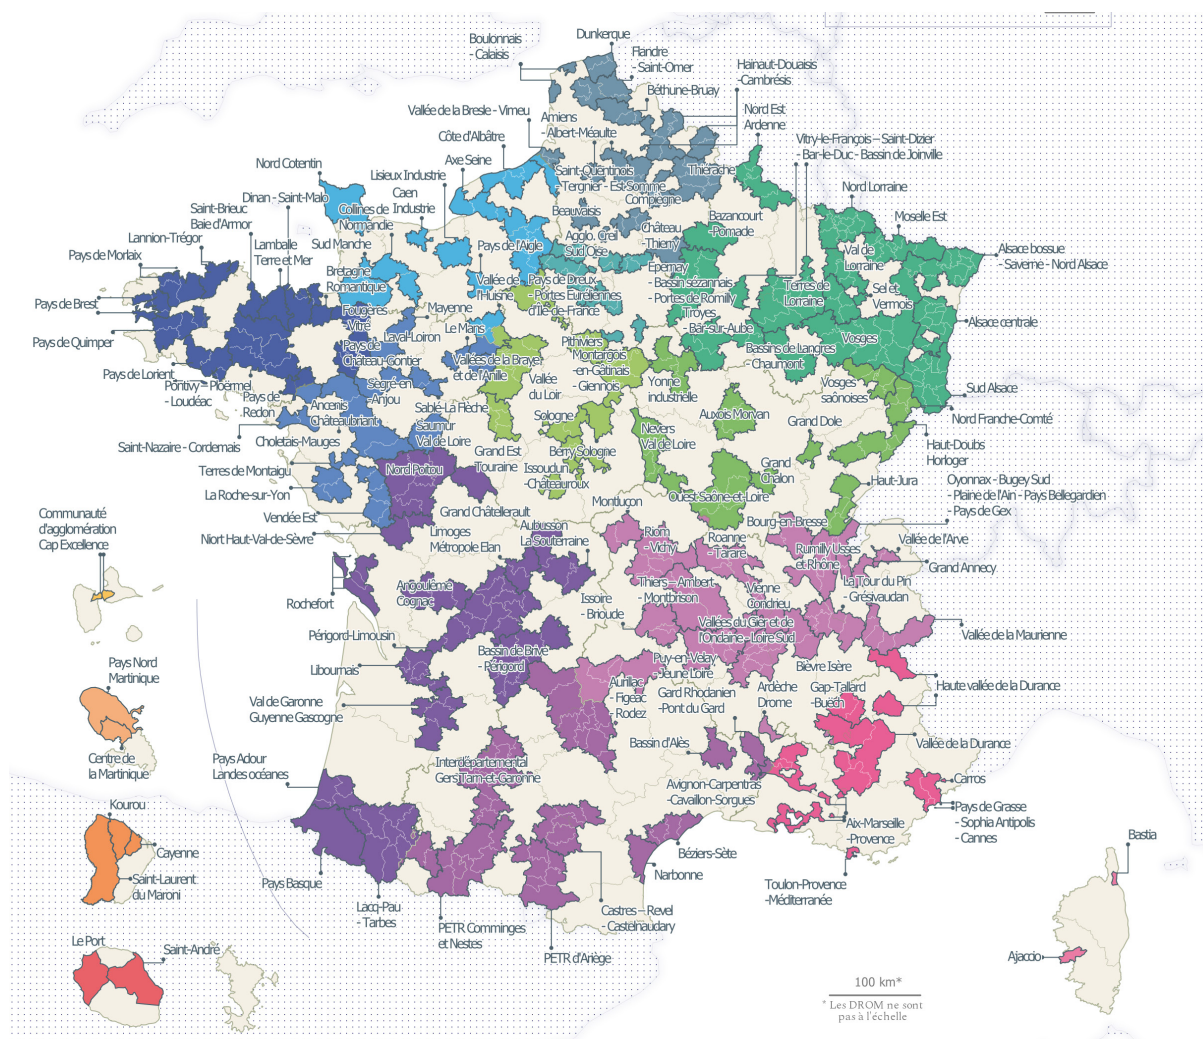 Dunkerque
Boulonnais
- Calaisis
Flandre
- Saint-Omer
Hainaut-Douaisis
-Cambrésis
Béthune-Bruay
Vallée de la Bresle - Vimeu
Amiens
- Albert-Méaulte
Nord Est
Ardenne
Côte d'Albâtre
Vitry-le-François – Saint-Dizier
- Bar-le-Duc - Bassin de Joinville
Axe Seine
Nord Cotentin
Lisieux Industrie
Saint-Quentinois
- Tergnier - Est Somme
Thiérache
Compiègne
Nord Lorraine
Dinan - Saint-Malo
Caen
Industrie
Collines de
Normandie
Saint-Brieuc
Baie d'Armor
Beauvaisis
Bazancourt
-Pomade
Moselle Est
Lannion-Trégor
Sud Manche
Lamballe
Terre et Mer
Pays de l'Aigle
Agglo. Creil
Sud Oise
Château
- Thierry
Val de
Lorraine
Alsace bossue
- Saverne - Nord Alsace
Pays de Morlaix
Bretagne
Romantique
Vallée de
l'Huisne
Pays de Dreux
- Portes Euréliennes
d'Île-de-France
Epernay
- Bassin sézannais
- Portes de Romilly
Terres de
Lorraine
Sel et
Vermois
Pays de Brest
Mayenne
Fougères
Vitré
Troyes
- Bar-sur-Aube
Alsace centrale
Pays de Quimper
Laval-Loiron
Le Mans
Pithiviers
Montargois
-en-Gâtinais
- Giennois
Vosges
Pays de
Château-Gontier
Vallées de la Braye
et de l'Anille
Bassins de Langres
- Chaumont
Pays de Lorient
Pontivy – Ploërmel
- Loudéac
Segré-en
-Anjou
Vallée
du Loir
Yonne
industrielle
Vosges
saônoises
Sud Alsace
Pays de
Redon
Ancenis
Châteaubriant
Sablé-La Flèche
Saumur
Val de Loire
Sologne
Auxois Morvan
Grand Dole
Nord Franche-Comté
Saint-Nazaire - Cordemais
Choletais-Mauges
Nevers
Val de Loire
Haut-Doubs
Horloger
Grand Est
Touraine
Berry Sologne
Terres de Montaigu
Nord Poitou
Issoudun
-Châteauroux
Grand
Chalon
Haut-Jura
Oyonnax - Bugey Sud
- Plaine de l'Ain - Pays Bellegardien
- Pays de Gex
La Roche-sur-Yon
Grand Châtellerault
Ouest Saône-et-Loire
Vendée Est
Montluçon
Bourg-en-Bresse
Communauté
d'agglomération
Cap Excellence
Niort Haut-Val-de-Sèvre
Limoges
Métropole Elan
Aubusson
La Souterraine
Riom
- Vichy
Roanne
- Tarare
Rumilly Usses
et Rhône
Vallée de l'Arve
Grand Annecy
Rochefort
Angoulême
Cognac
Issoire
- Brioude
Thiers – Ambert
- Montbrison
Vienne
Condrieu
La Tour du Pin
- Grésivaudan
Périgord-Limousin
Vallées du Gier et de
l'Ondaine - Loire Sud
Vallée de la Maurienne
Libournais
Bassin de Brive
- Périgord
Puy-en-Velay
- Jeune Loire
Bièvre Isère
Pays Nord
Martinique
Aurillac
- Figeac
Rodez
Gard Rhodanien
-Pont du Gard
Ardèche
Drome
Gap-Tallard
-Buëch
Haute vallée de la Durance
Val de Garonne
Guyenne Gascogne
Bassin d'Alès
Vallée de la Durance
Centre de
la Martinique
Pays Adour
Landes océanes
Interdépartemental
Gers Tarn-et-Garonne
Avignon-Carpentras
-Cavaillon-Sorgues
Carros
Kourou
Pays de Grasse
- Sophia Antipolis
- Cannes
Aix-Marseille
-Provence
Bastia
Cayenne
Béziers-Sète
Saint-Laurent
du Maroni
Pays Basque
Narbonne
Toulon-Provence
-Méditerranée
Lacq-Pau
- Tarbes
Castres – Revel
- Castelnaudary
PETR Comminges
et Nestes
PETR d'Ariège
Le Port
Saint-André
Ajaccio
100 km*
* Les DROM ne sont
pas à l'échelle